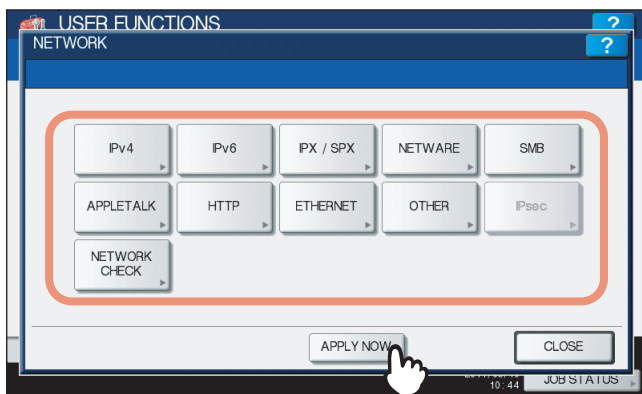 USER FUNCTIONS ?
NETWORK ?
IPv4 IPv6 IPX / SPX NETWARE SMB
APPLETALK HTTP ETHERNET OTHER IPsec
NETWORK
CHECK
APPLY NOW CLOSE
10:44 JOB STATUS